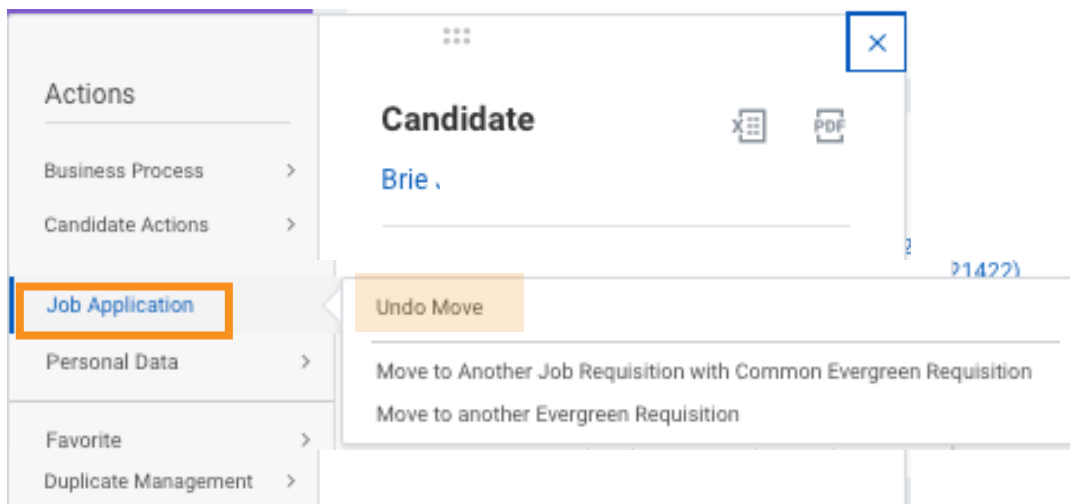 Actions
Business Process
Candidate Actions
Job Application
Personal Data
Favorite
Duplicate Management
Candidate
X
PDF
Brie
21422)
Undo Move
Move to Another Job Requisition with Common Evergreen Requisition
Move to another Evergreen Requisition